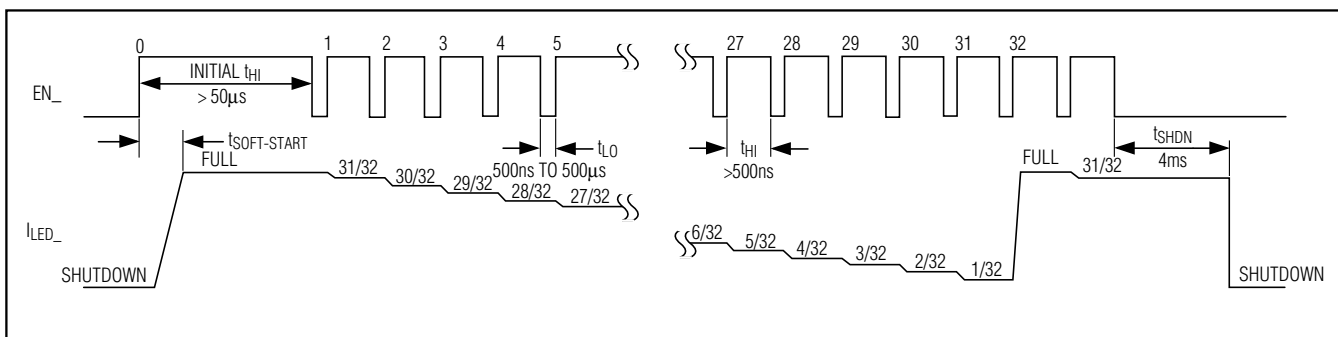 0 1 2 3 4 5 27 28 29 30 31 32
EN_
INITIAL tHI
> 50μs
tSOFT-START
tLO
500ns TO 500μs
tHI
>500ns
tSHDN
4ms
ILED_
SHUTDOWN
FULL
31/32
30/32
29/32
28/32
27/32
6/32
5/32
4/32
3/32
2/32
1/32
FULL
31/32
SHUTDOWN